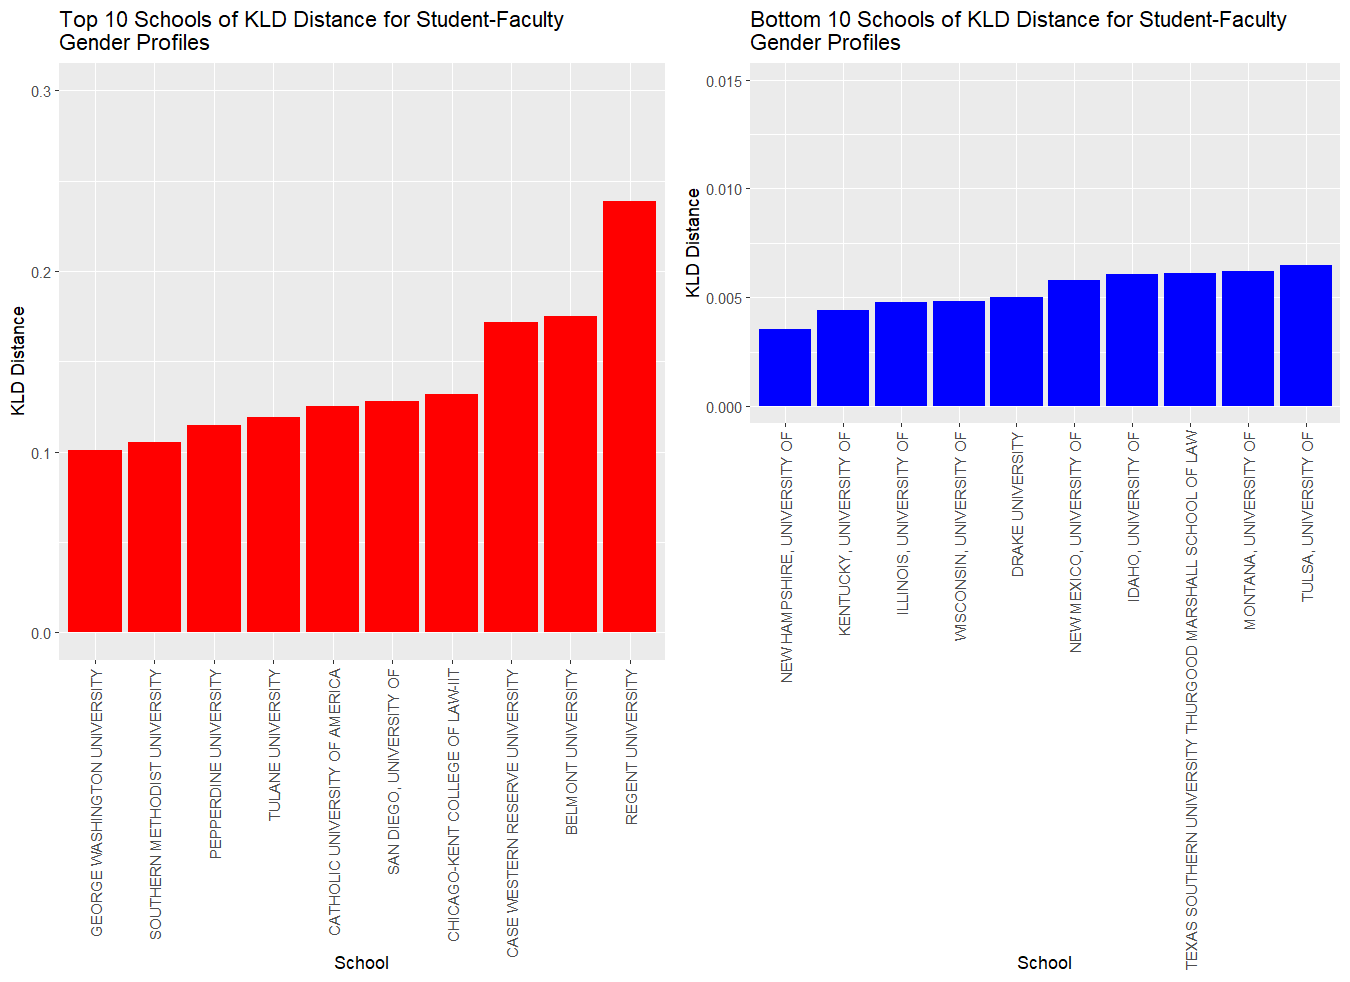 Top 10 Schools of KLD Distance for Student-Faculty
Gender Profiles
KLD Distance
0.3
0.2
0.1
0.0
GEORGE WASHINGTON UNIVERSITY
SOUTHERN METHODIST UNIVERSITY
PEPPERDINE UNIVERSITY
TULANE UNIVERSITY
CATHOLIC UNIVERSITY OF AMERICA
SAN DIEGO, UNIVERSITY OF
CHICAGO-KENT COLLEGE OF LAW-IIT
CASE WESTERN RESERVE UNIVERSITY
BELMONT UNIVERSITY
REGENT UNIVERSITY
School
Bottom 10 Schools of KLD Distance for Student-Faculty
Gender Profiles
KLD Distance
0.015
0.010
0.005
0.000
NEW HAMPSHIRE, UNIVERSITY OF
KENTUCKY, UNIVERSITY OF
ILLINOIS, UNIVERSITY OF
WISCONSIN, UNIVERSITY OF
DRAKE UNIVERSITY
NEW MEXICO, UNIVERSITY OF
IDAHO, UNIVERSITY OF
TEXAS SOUTHERN UNIVERSITY THURGOOD MARSHALL SCHOOL OF LAW
MONTANA, UNIVERSITY OF
TULSA, UNIVERSITY OF
School